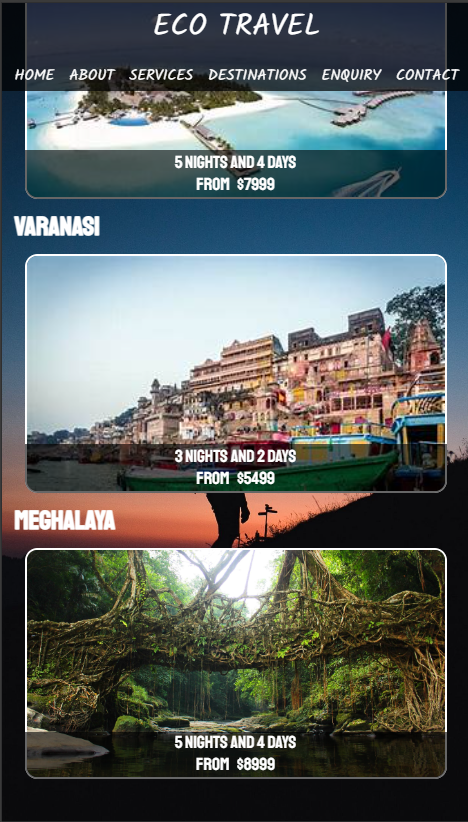 ECO TRAVEL
HOME ABOUT SERVICES DESTINATIONS ENQUIRY CONTACT
5 NIGHTS AND 4 DAYS
FROM $7999
VARANASI
3 NIGHTS AND 2 DAYS
FROM $5499
MEGHALAYA
5 NIGHTS AND 4 DAYS
FROM $8999